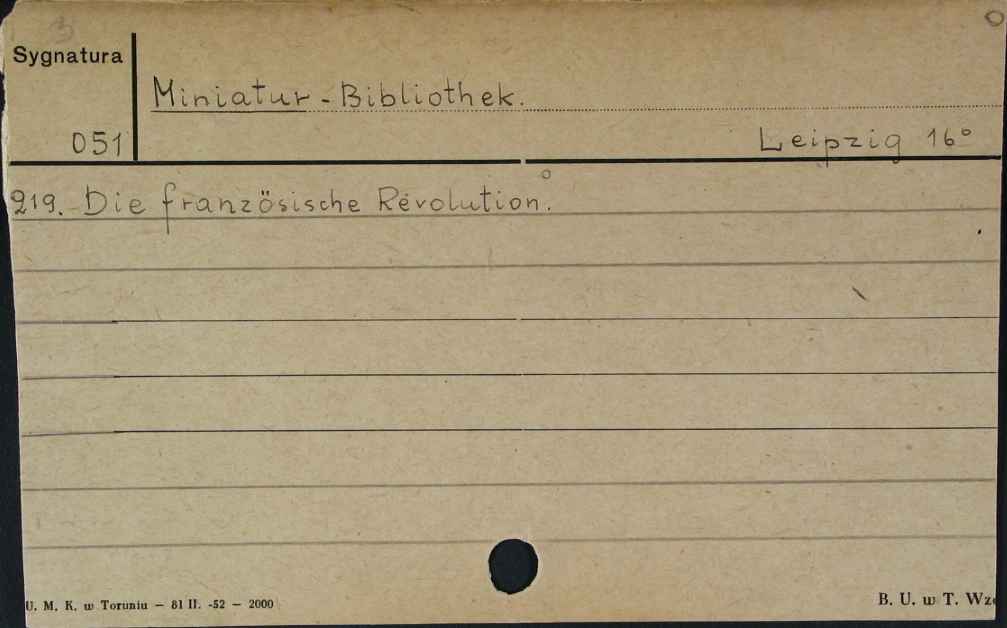 Sygnatura
Miniatur - Bibliothek.
051
Leipzig 16°
219. Die französische Revolution.
U. M. K. w Toruniu — 81 II. -52 — 2000
B. U. w T. Wz